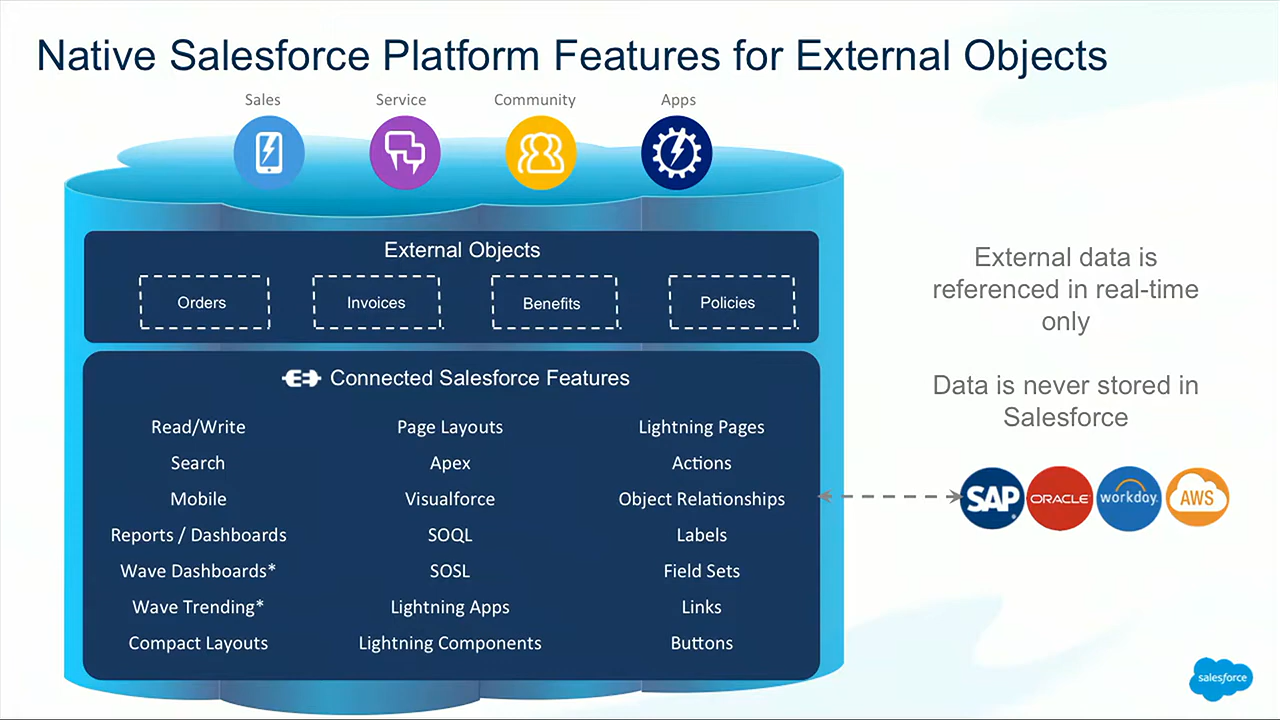 Native Salesforce Platform Features for External Objects
Sales Service Community Apps
External Objects
Orders Invoices Benefits Policies
Connected Salesforce Features
Read/Write Page Layouts Lightning Pages
Search Apex Actions
Mobile Visualforce Object Relationships
Reports / Dashboards SOQL Labels
Wave Dashboards* SOSL Field Sets
Wave Trending* Lightning Apps Links
Compact Layouts Lightning Components Buttons
External data is
referenced in real-time
only
Data is never stored in
Salesforce
SAP ORACLE workday. AWS
salesforce